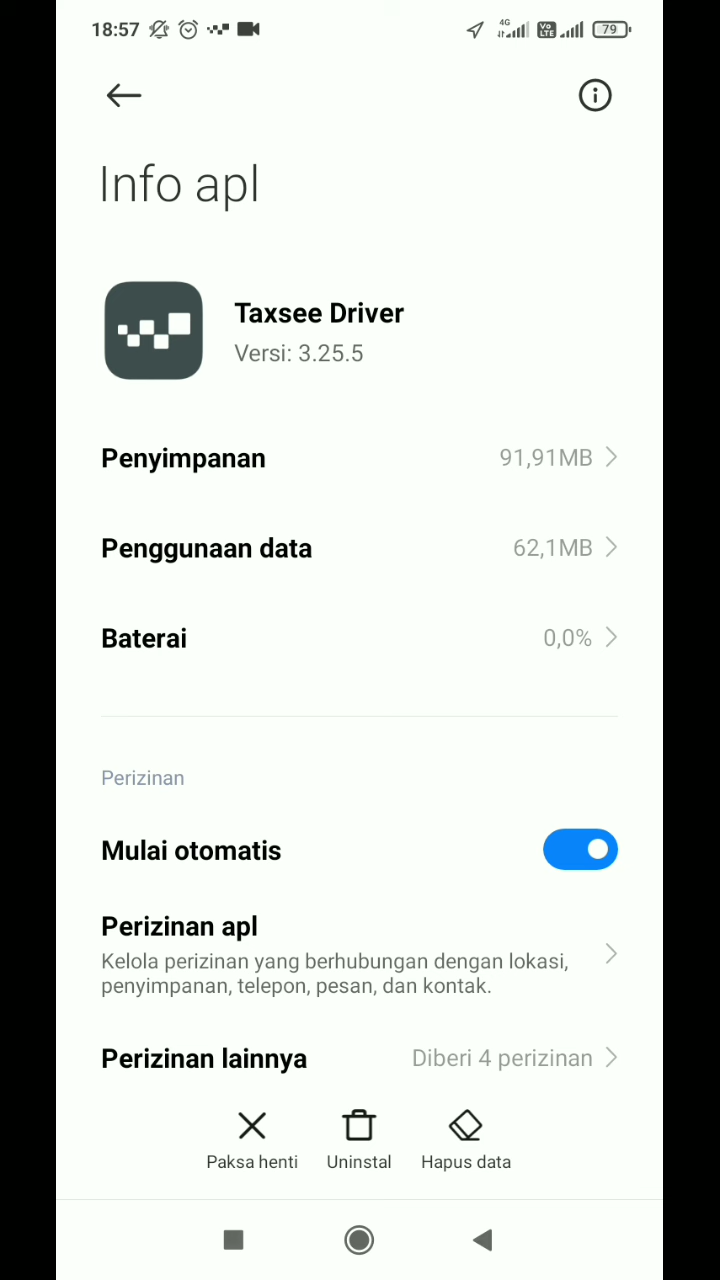 18:57 4G Vo LTE 79
Info apl
Taxsee Driver
Versi: 3.25.5
Penyimpanan 91,91MB
Penggunaan data 62,1MB
Baterai 0,0%
Perizinan
Mulai otomatis
Perizinan apl
Kelola perizinan yang berhubungan dengan lokasi,
penyimpanan, telepon, pesan, dan kontak.
Perizinan lainnya Diberi 4 perizinan
Paksa henti Uninstal Hapus data